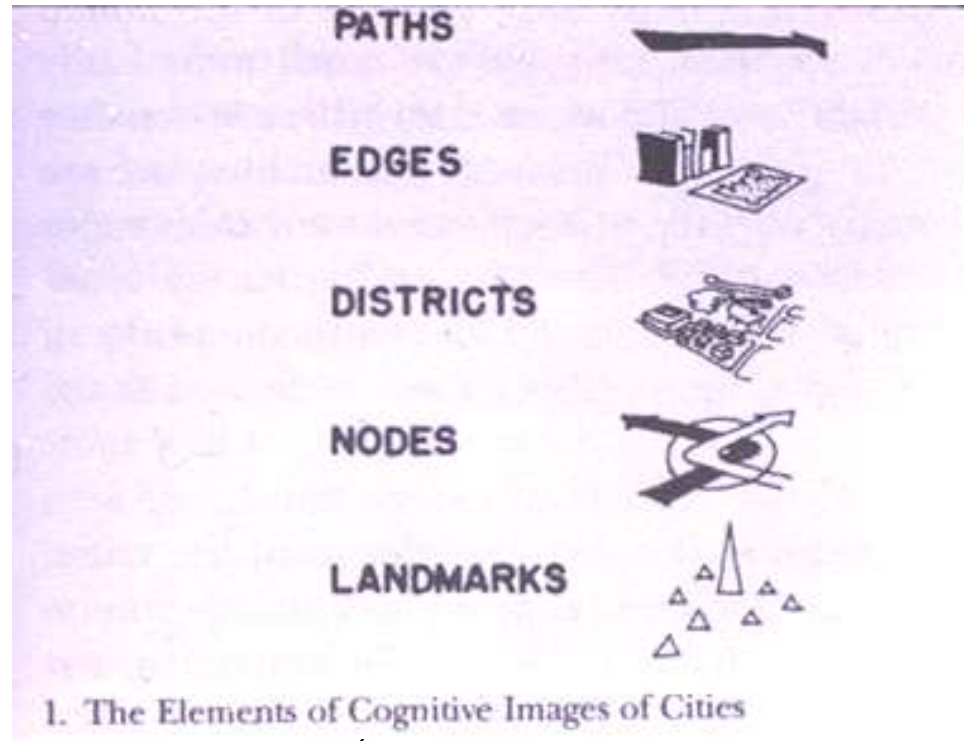 PATHS
EDGES
DISTRICTS
NODES
LANDMARKS
1. The Elements of Cognitive Images of Cities